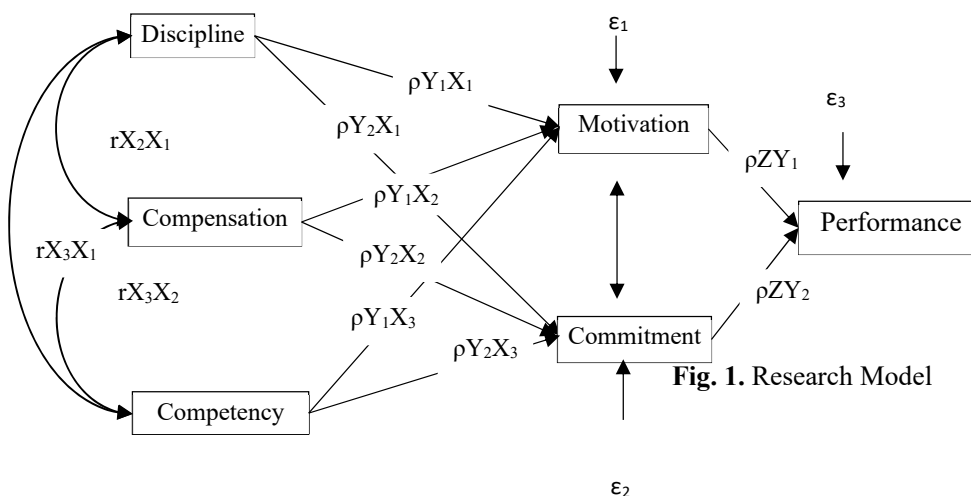 Discipline
ε₁
ρY₁X₁
ε₃
ρY₂X₁
Motivation
rX₂X₁
ρZY₁
ρY₁X₂
Compensation
Performance
rX₃X₁
ρY₂X₂
rX₃X₂
ρZY₂
ρY₁X₃
Commitment
ρY₂X₃
Fig. 1. Research Model
Competency
ε₂